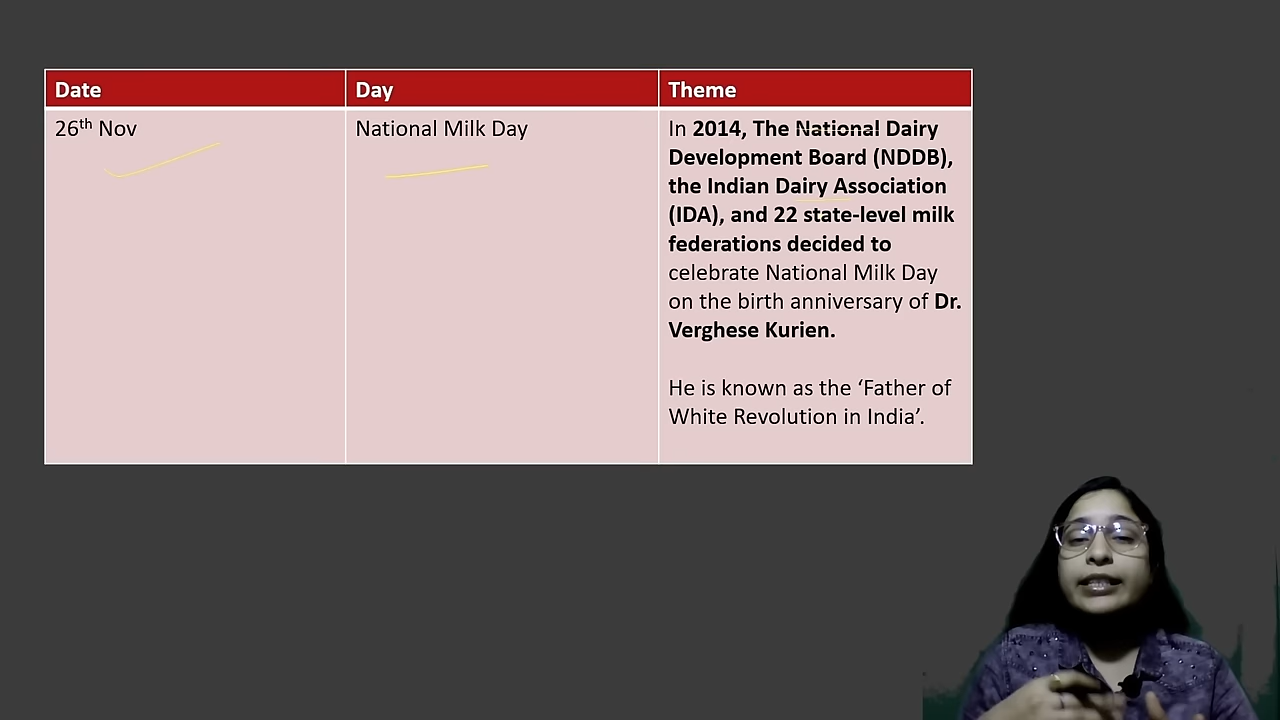 Date Day Theme
26th Nov National Milk Day In 2014, The National Dairy
Development Board (NDDB),
the Indian Dairy Association
(IDA), and 22 state-level milk
federations decided to
celebrate National Milk Day
on the birth anniversary of Dr.
Verghese Kurien.
He is known as the ‘Father of
White Revolution in India’.